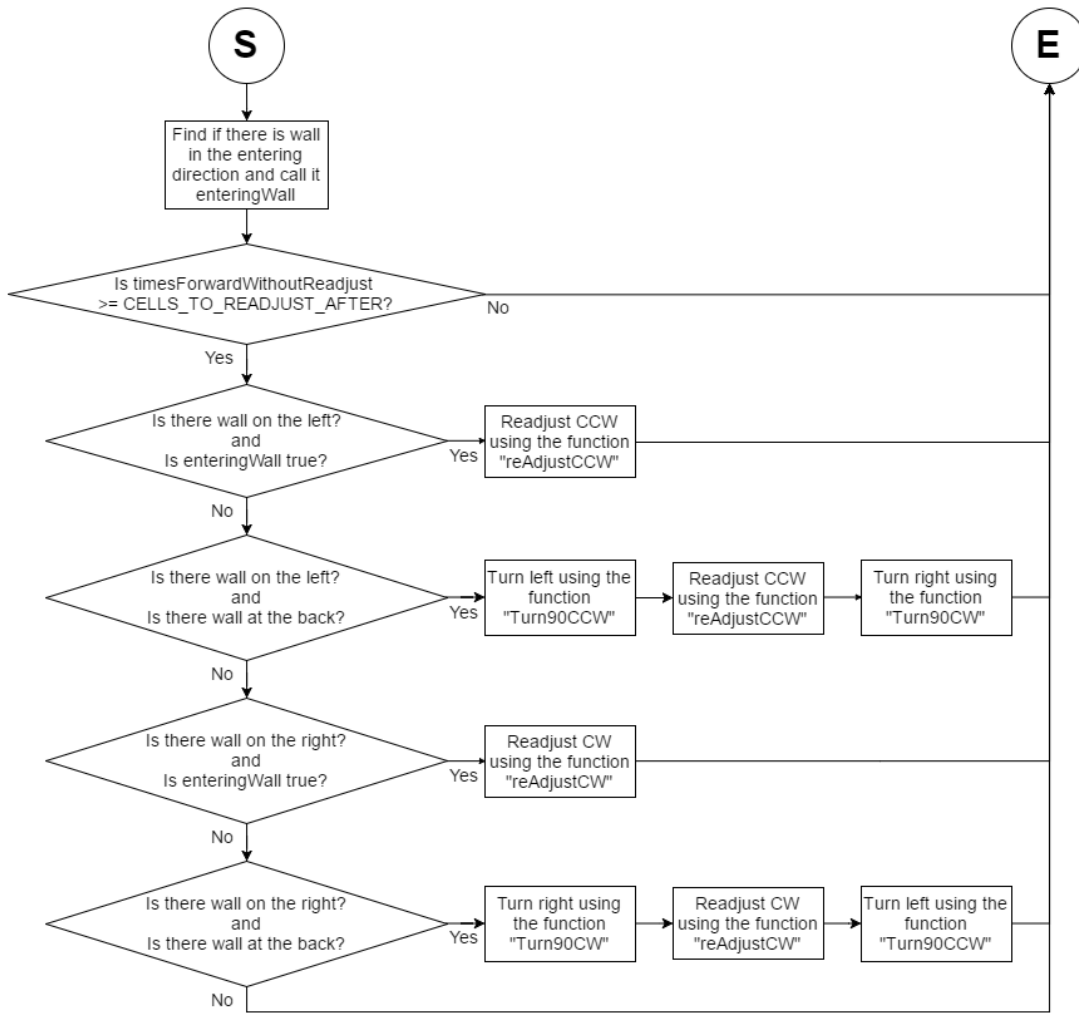 S
E
Find if there is wall
in the entering
direction and call it
enteringWall
Is timesForwardWithoutReadjust
>= CELLS_TO_READJUST_AFTER?
No
Yes
Is there wall on the left?
and
Is enteringWall true?
Yes
Readjust CCW
using the function
"reAdjustCCW"
No
Is there wall on the left?
and
Is there wall at the back?
Yes
Turn left using the
function
"Turn90CCW"
Readjust CCW
using the function
"reAdjustCCW"
Turn right using
the function
"Turn90CW"
No
Is there wall on the right?
and
Is enteringWall true?
Yes
Readjust CW
using the function
"reAdjustCW"
No
Is there wall on the right?
and
Is there wall at the back?
Yes
Turn right using
the function
"Turn90CW"
Readjust CW
using the function
"reAdjustCW"
Turn left using the
function
"Turn90CCW"
No